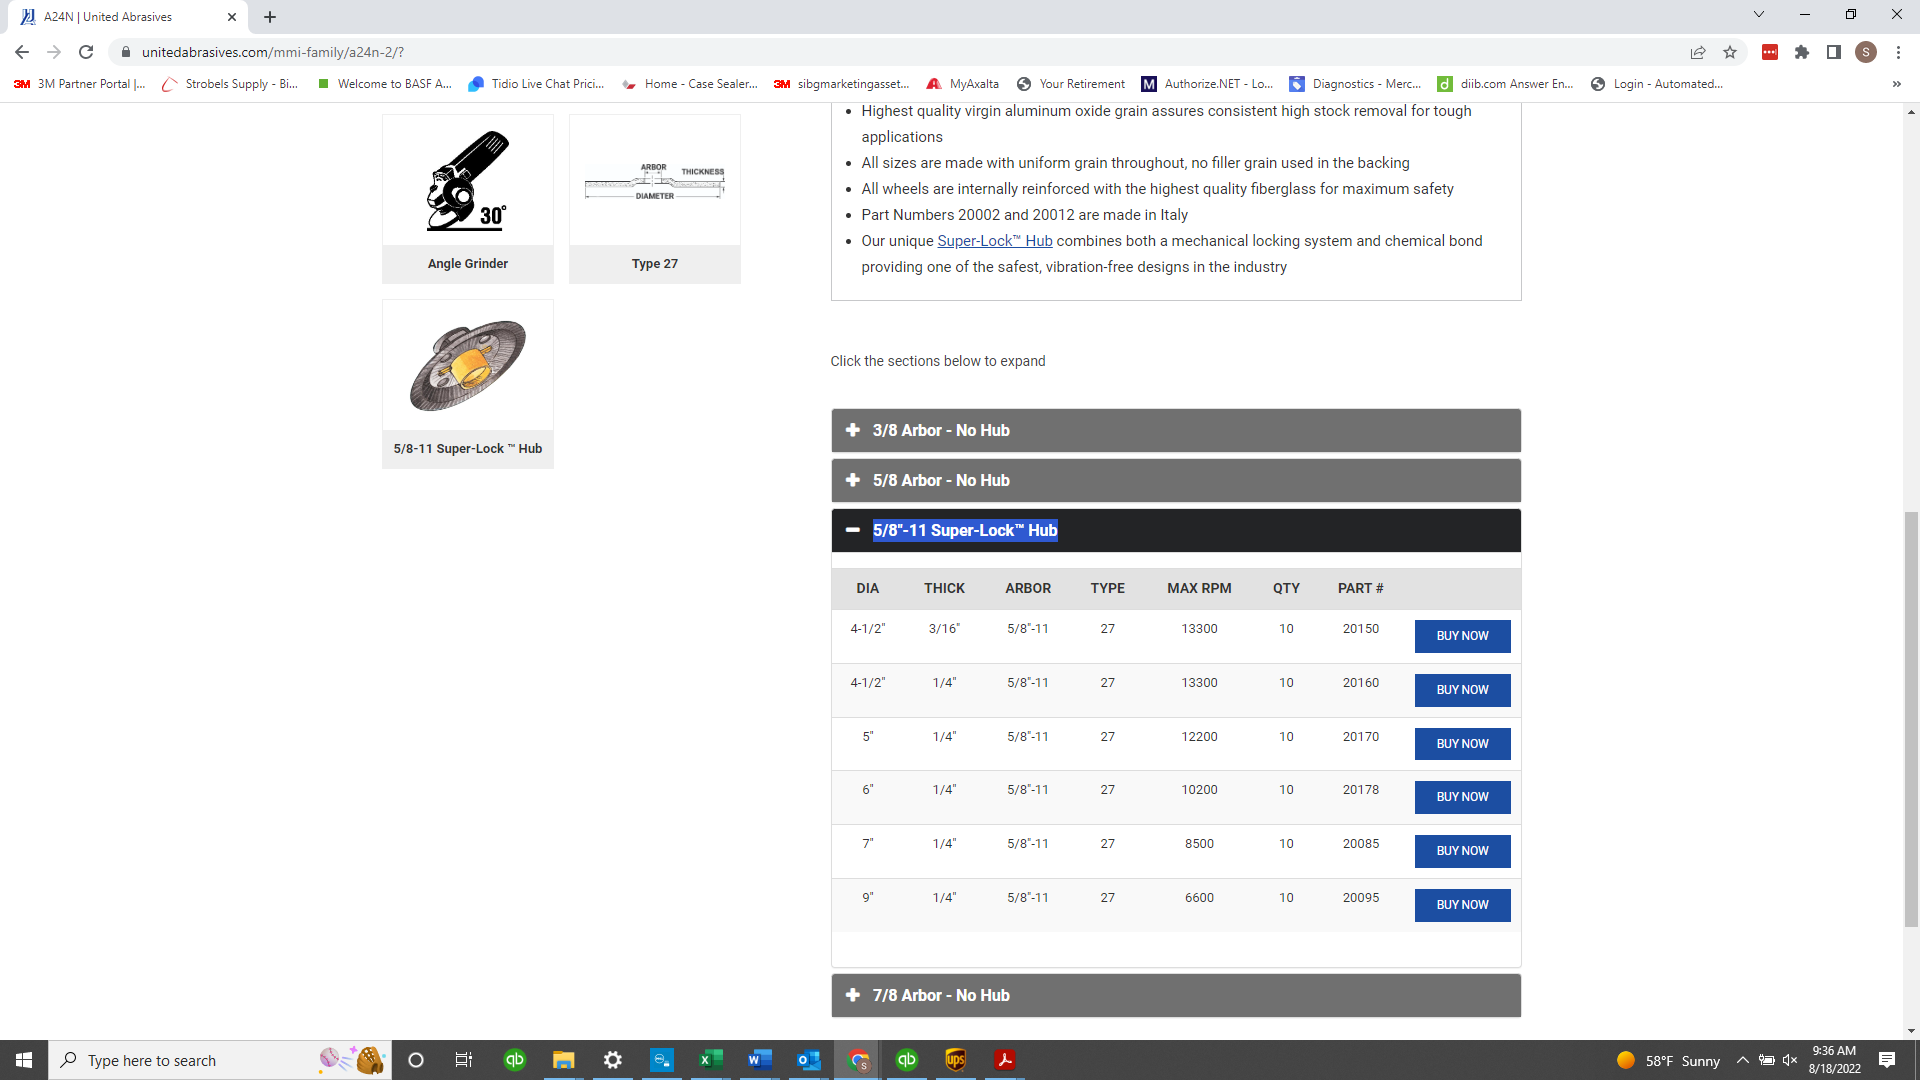 A24N | United Abrasives
unitedabrasives.com/mmi-family/a24n-2/?
S
3M 3M Partner Portal |... Strobels Supply - Bi... Welcome to BASF A... Tidio Live Chat Prici... Home - Case Sealer... 3M sibgmarketingasset... MyAxalta Your Retirement M Authorize.NET - Lo... Diagnostics - Merc... d diib.com Answer En... Login - Automated... »
ARBOR
THICKNESS
DIAMETER
30°
Angle Grinder
Type 27
5/8-11 Super-Lock ™ Hub
Highest quality virgin aluminum oxide grain assures consistent high stock removal for tough
applications
All sizes are made with uniform grain throughout, no filler grain used in the backing
All wheels are internally reinforced with the highest quality fiberglass for maximum safety
Part Numbers 20002 and 20012 are made in Italy
Our unique Super-Lock™ Hub combines both a mechanical locking system and chemical bond
providing one of the safest, vibration-free designs in the industry
Click the sections below to expand
3/8 Arbor - No Hub
5/8 Arbor - No Hub
5/8"-11 Super-Lock™ Hub
DIA THICK ARBOR TYPE MAX RPM QTY PART #
4-1/2" 3/16" 5/8"-11 27 13300 10 20150 BUY NOW
4-1/2" 1/4" 5/8"-11 27 13300 10 20160 BUY NOW
5" 1/4" 5/8"-11 27 12200 10 20170 BUY NOW
6" 1/4" 5/8"-11 27 10200 10 20178 BUY NOW
7" 1/4" 5/8"-11 27 8500 10 20085 BUY NOW
9" 1/4" 5/8"-11 27 6600 10 20095 BUY NOW
7/8 Arbor - No Hub
Type here to search
qb
W
qb
ups
58°F Sunny
9:36 AM
8/18/2022